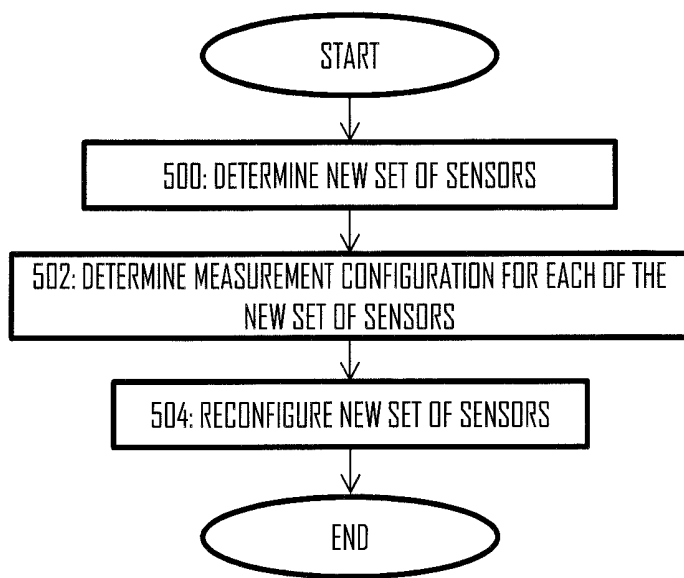 START
500: DETERMINE NEW SET OF SENSORS
502: DETERMINE MEASUREMENT CONFIGURATION FOR EACH OF THE
NEW SET OF SENSORS
504: RECONFIGURE NEW SET OF SENSORS
END